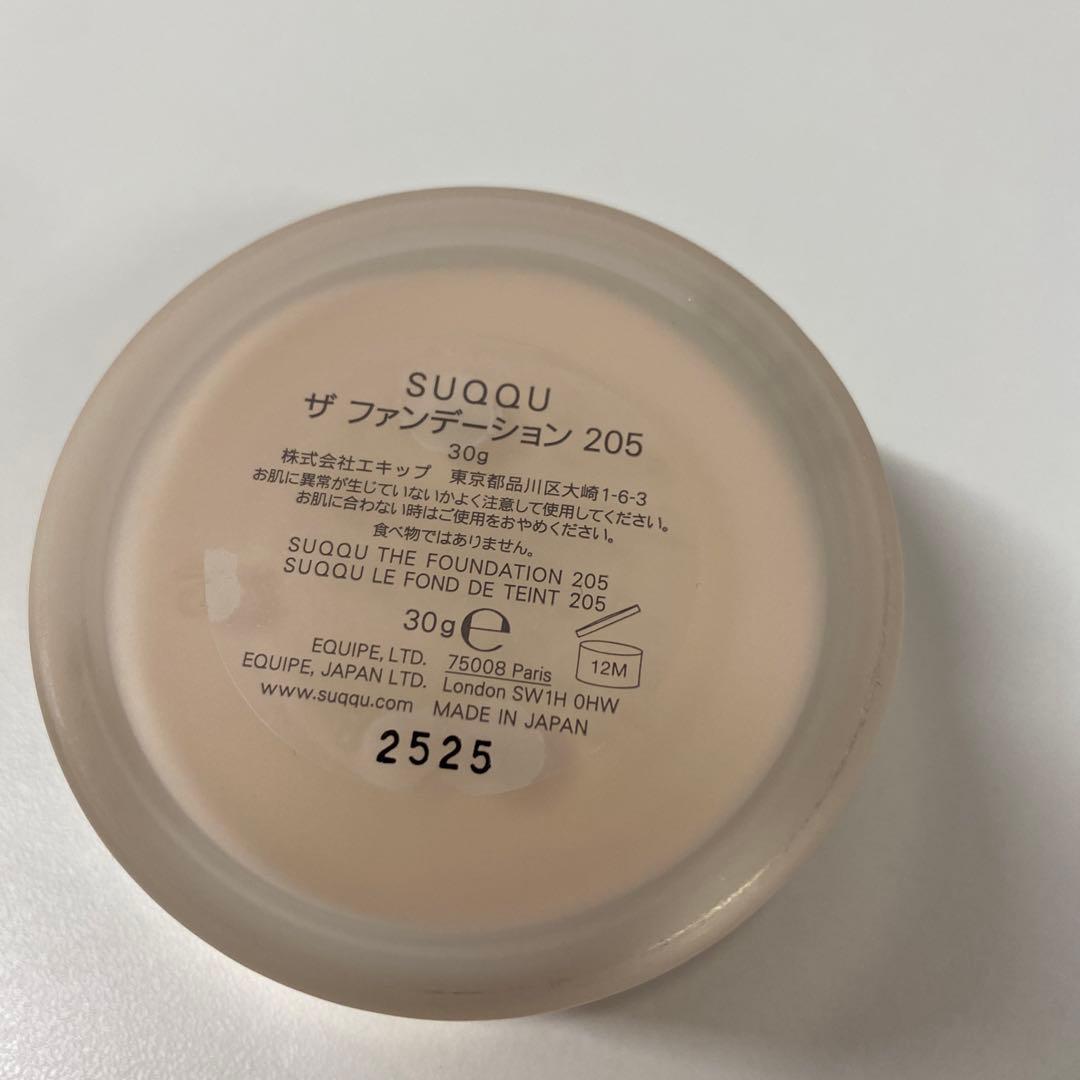 SUQQU
ザ ファンデーション 205
30g
株式会社エキップ 東京都品川区大崎1-6-3
お肌に異常が生じていないかよく注意して使用してください。
お肌に合わない時はご使用をおやめください。
食べ物ではありません。
SUQQU THE FOUNDATION 205
SUQQU LE FOND DE TEINT 205
30g℮
12M
EQUIPE, LTD. 75008 Paris
EQUIPE, JAPAN LTD. London SW1H 0HW
www.suqqu.com MADE IN JAPAN
2525